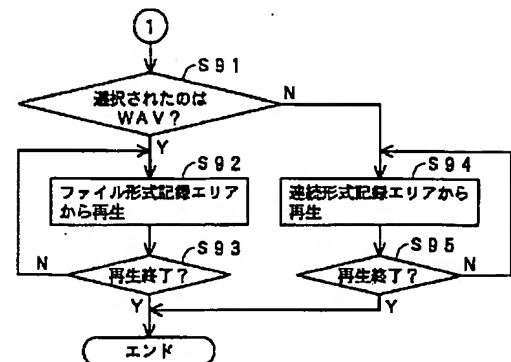 1
S91
選択されたのは
WAV?
N
Y
S92
ファイル形式記録エリア
から再生
S93
N
再生終了?
Y
S94
連続形式記録エリアから
再生
S95
再生終了?
N
Y
エンド